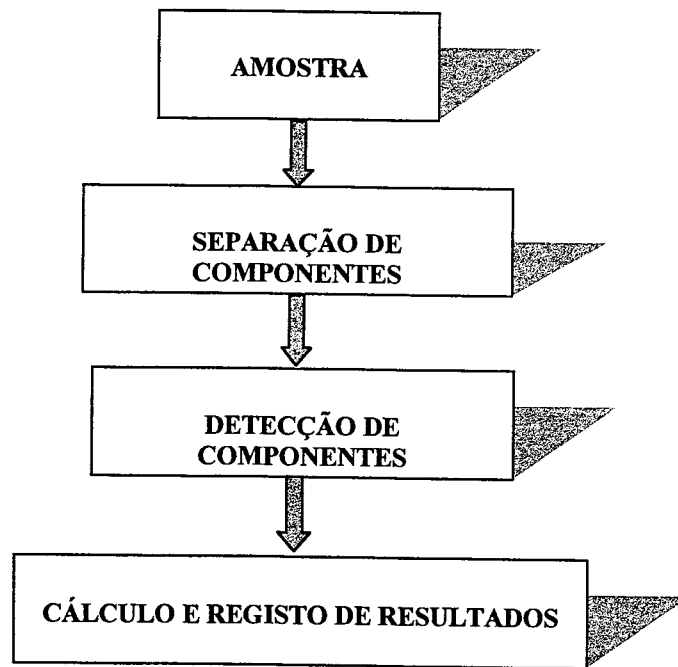 AMOSTRA
SEPARAÇÃO DE
COMPONENTES
DETECÇÃO DE
COMPONENTES
CÁLCULO E REGISTO DE RESULTADOS